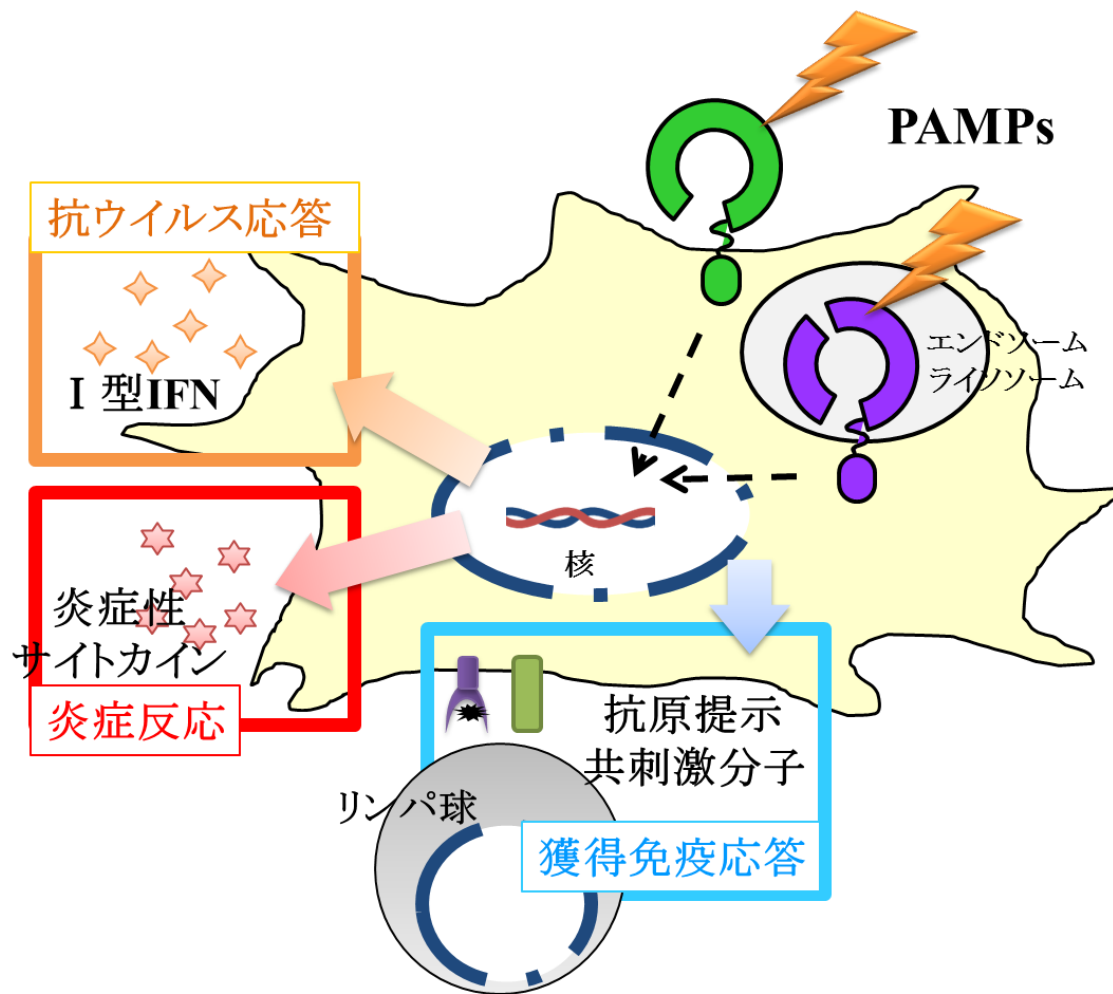 PAMPs
抗ウイルス応答
Ⅰ型IFN
エンドソーム
ライソソーム
核
炎症性
サイトカイン
炎症反応
抗原提示
共刺激分子
リンパ球
獲得免疫応答